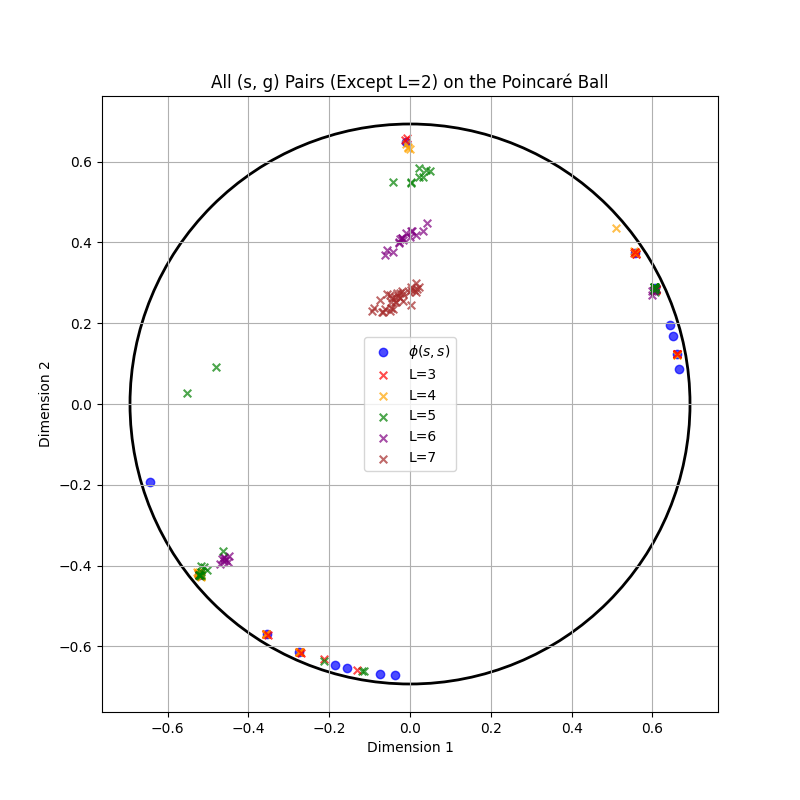 All (s, g) Pairs (Except L=2) on the Poincaré Ball
0.6
0.4
0.2
0.0
−0.2
−0.4
−0.6
Dimension 2
ϕ(s, s)
L=3
L=4
L=5
L=6
L=7
−0.6 −0.4 −0.2 0.0 0.2 0.4 0.6
Dimension 1